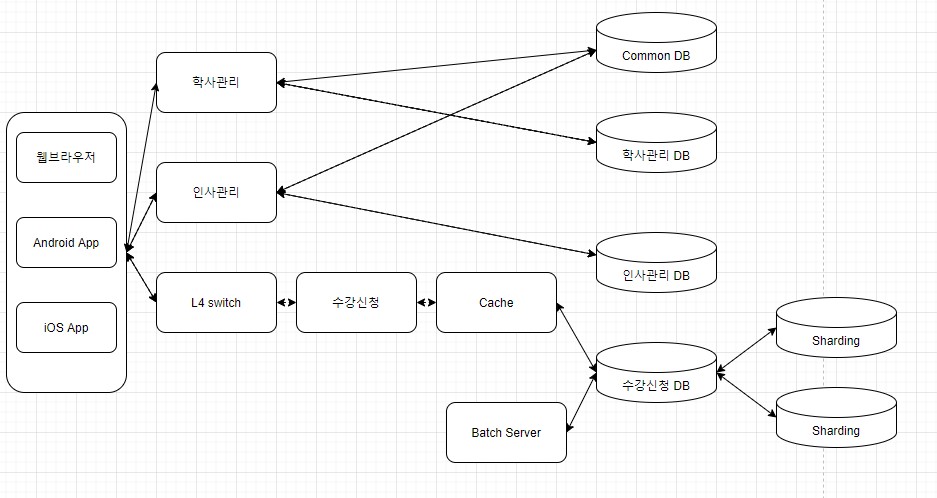 Common DB
학사관리
학사관리 DB
웹브라우저
인사관리
Android App
인사관리 DB
L4 switch
수강신청
Cache
iOS App
Sharding
수강신청 DB
Batch Server
Sharding